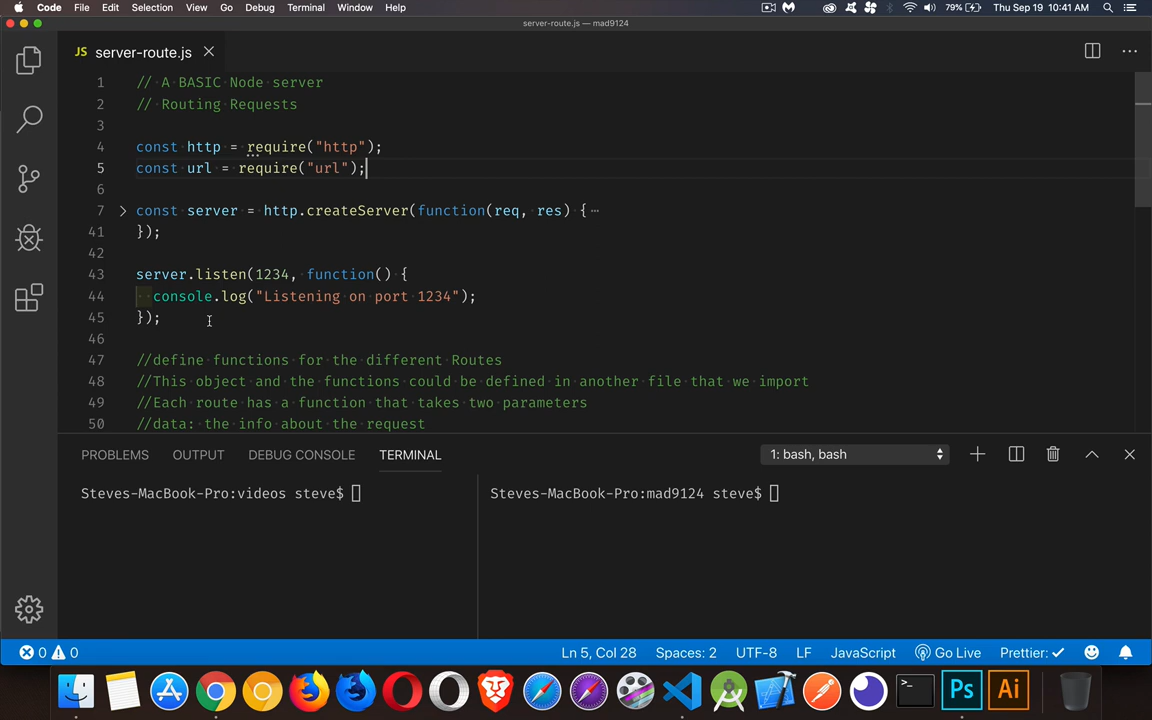 Code File Edit Selection View Go Debug Terminal Window Help 79% Thu Sep 19 10:41 AM
server-route.js — mad9124
JS server-route.js
1 // A BASIC Node server
2 // Routing Requests
3
4 const http = require("http");
5 const url = require("url");
6
7 const server = http.createServer(function(req, res) {
41 });
42
43 server.listen(1234, function() {
44 console.log("Listening on port 1234");
45 });
46
47 //define functions for the different Routes
48 //This object and the functions could be defined in another file that we import
49 //Each route has a function that takes two parameters
50 //data: the info about the request
PROBLEMS OUTPUT DEBUG CONSOLE TERMINAL 1: bash, bash
Steves-MacBook-Pro:videos steve$ Steves-MacBook-Pro:mad9124 steve$
0 0 Ln 5, Col 28 Spaces: 2 UTF-8 LF JavaScript Go Live Prettier: ✓
>_ Ps Ai